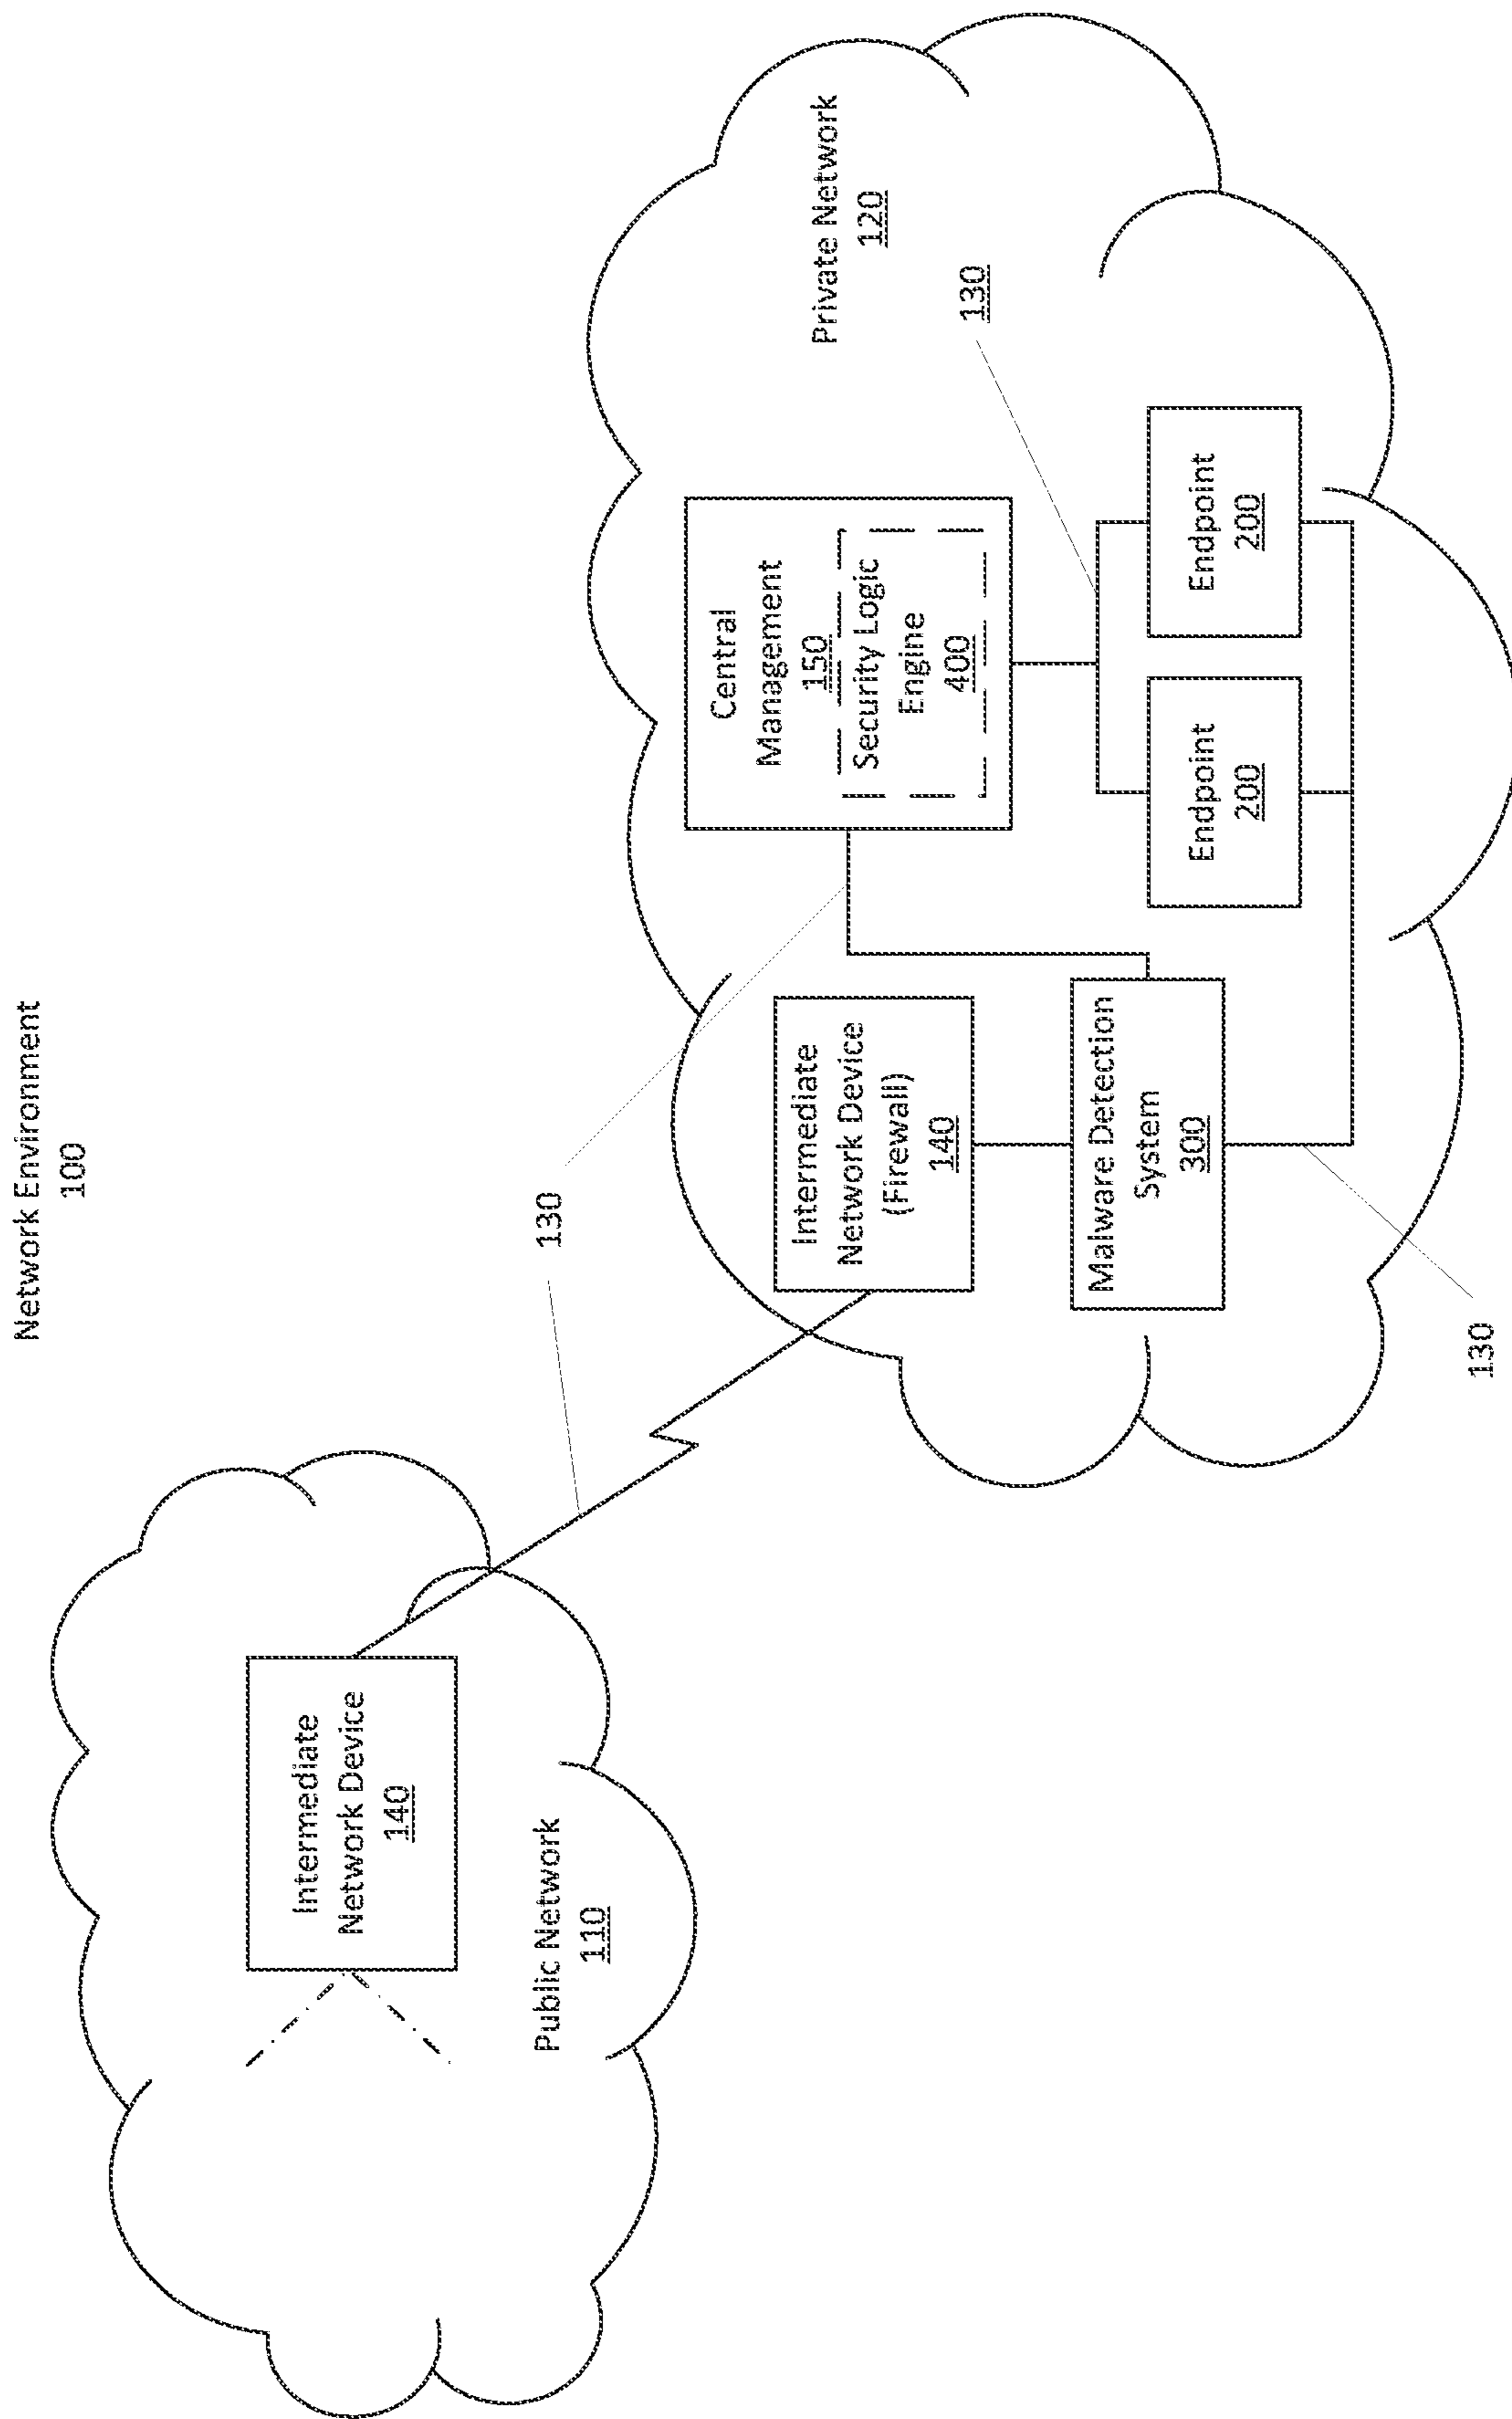 Network Environment
100
Intermediate
Network Device
140
Public Network
110
130
Private Network
120
130
Central
Management
150
Security Logic
Engine
400
Intermediate
Network Device
(Firewall)
140
Malware Detection
System
300
Endpoint
200
Endpoint
200
130